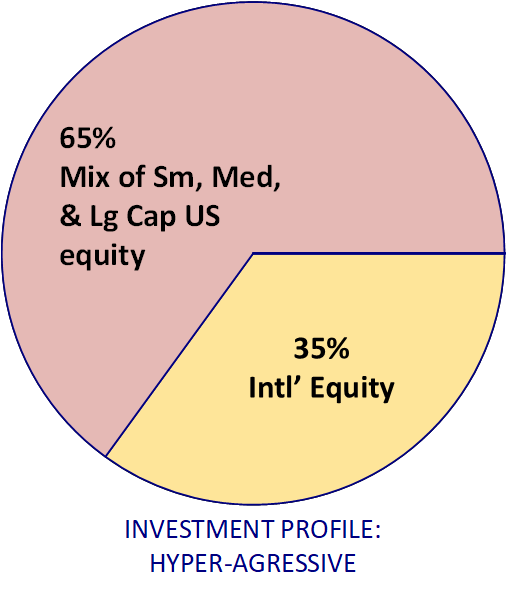 65%
Mix of Sm, Med,
& Lg Cap US
equity
35%
Intl’ Equity
INVESTMENT PROFILE:
HYPER-AGRESSIVE